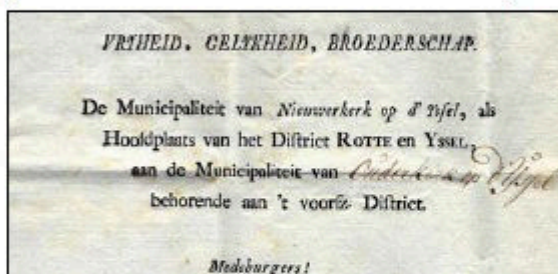 VRYHEID, GELYKHEID, BROEDERSCHAP.
De Municipaliteit van Nieuwerkerk op d' Yſel, als
Hoofdplaats van het Diſtrict ROTTE en YSSEL,
aan de Municipaliteit van Ouderkerk op d'Yſsel
behorende aan 't voorſz. Diſtrict.
Medeburgers!